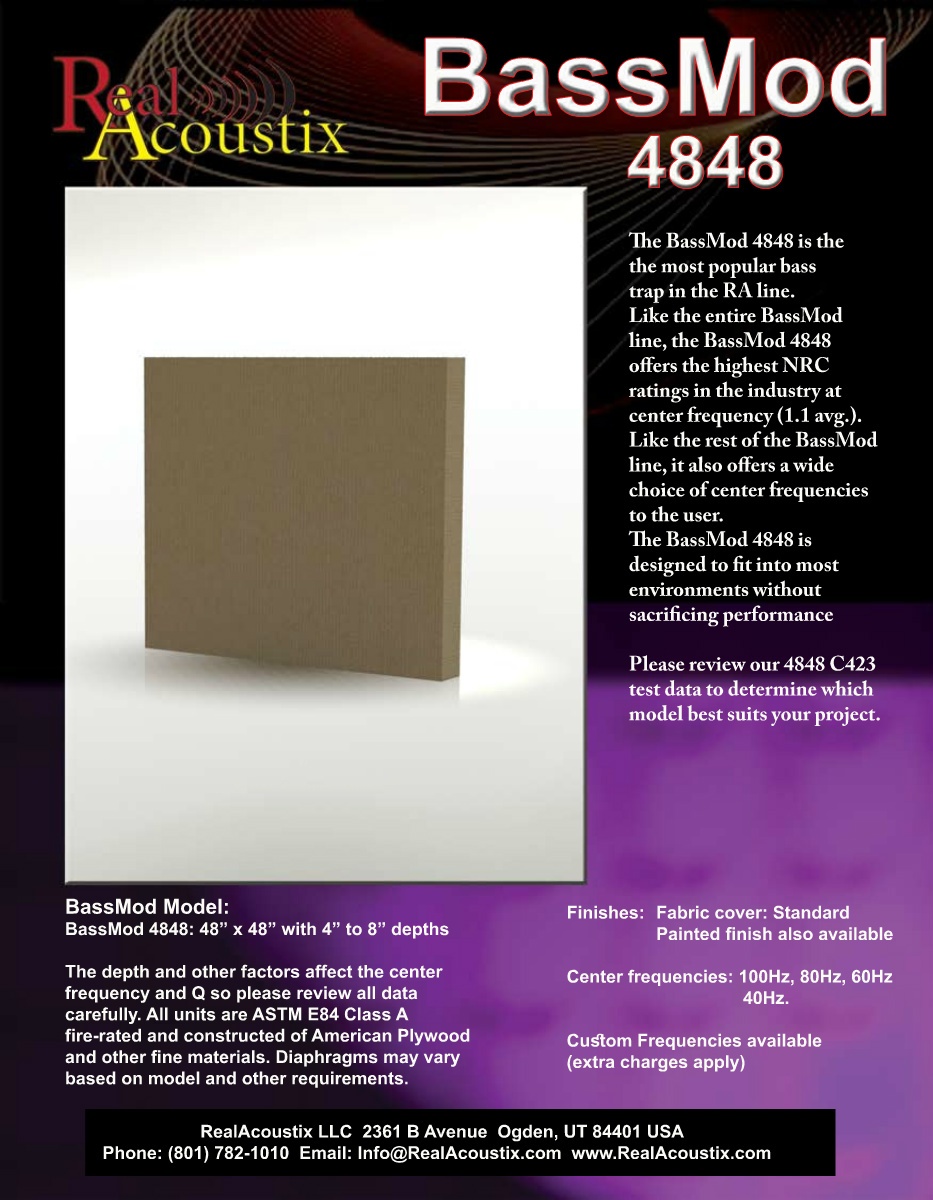 Real
Acoustix
BassMod
4848
The BassMod 4848 is the
the most popular bass
trap in the RA line.
Like the entire BassMod
line, the BassMod 4848
offers the highest NRC
ratings in the industry at
center frequency (1.1 avg.).
Like the rest of the BassMod
line, it also offers a wide
choice of center frequencies
to the user.
The BassMod 4848 is
designed to fit into most
environments without
sacrificing performance
Please review our 4848 C423
test data to determine which
model best suits your project.
BassMod Model:
BassMod 4848: 48” x 48” with 4” to 8” depths
The depth and other factors affect the center
frequency and Q so please review all data
carefully. All units are ASTM E84 Class A
fire-rated and constructed of American Plywood
and other fine materials. Diaphragms may vary
based on model and other requirements.
Finishes: Fabric cover: Standard
Painted finish also available
Center frequencies: 100Hz, 80Hz, 60Hz
40Hz.
Custom Frequencies available
(extra charges apply)
RealAcoustix LLC 2361 B Avenue Ogden, UT 84401 USA
Phone: (801) 782-1010 Email: Info@RealAcoustix.com www.RealAcoustix.com